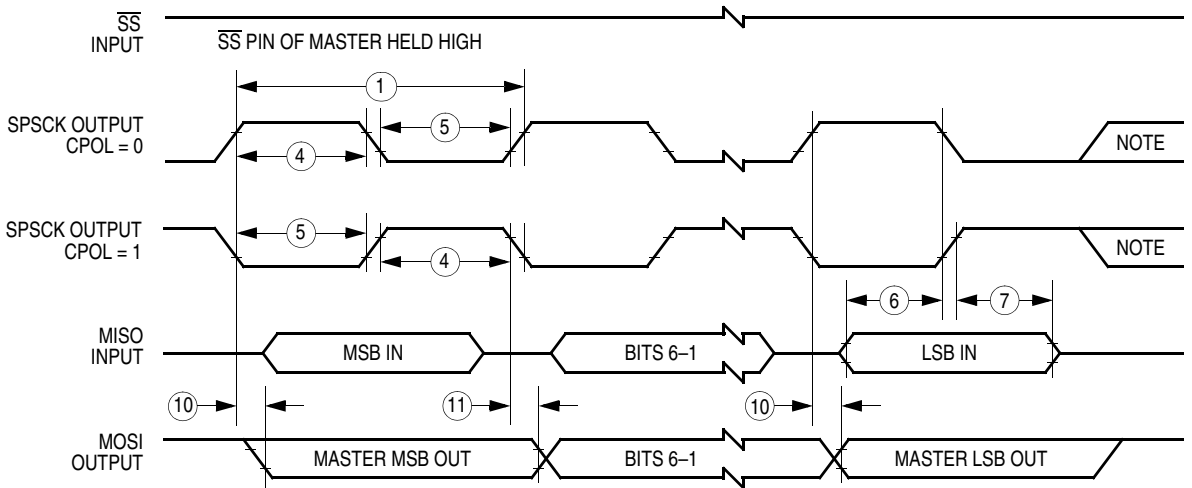 SS
INPUT
SS PIN OF MASTER HELD HIGH
1
SPSCK OUTPUT
CPOL = 0
5
4
NOTE
SPSCK OUTPUT
CPOL = 1
5
4
NOTE
6
7
MISO
INPUT
MSB IN
BITS 6–1
LSB IN
10
11
10
MOSI
OUTPUT
MASTER MSB OUT
BITS 6–1
MASTER LSB OUT